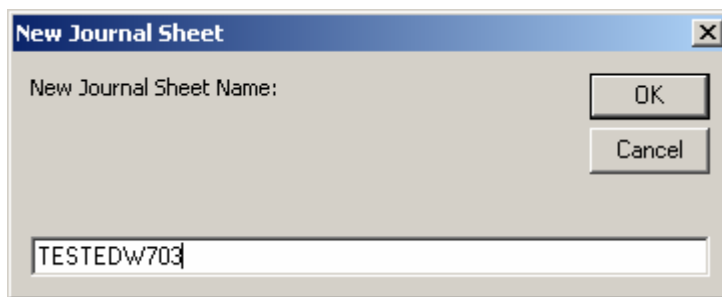 New Journal Sheet
New Journal Sheet Name:
OK
Cancel
TESTEDW703